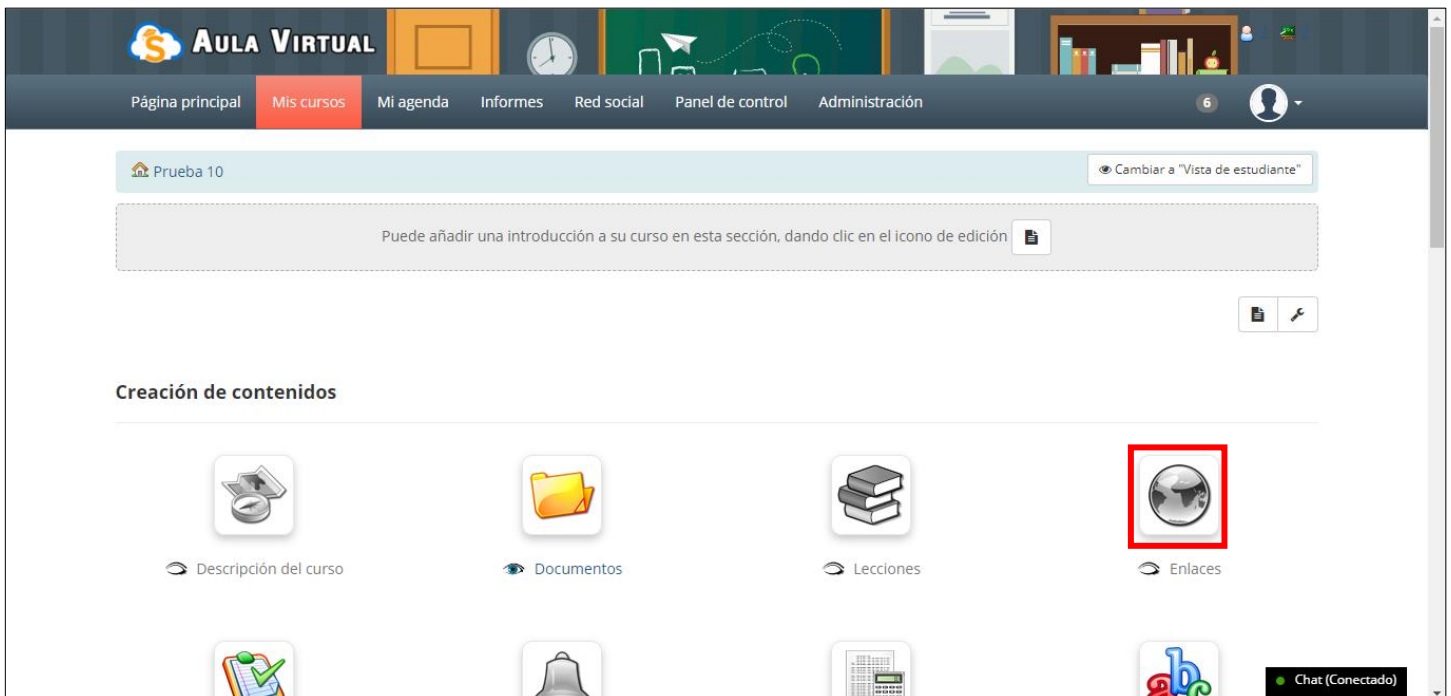 AULA VIRTUAL
Página principal Mis cursos Mi agenda Informes Red social Panel de control Administración 6
Prueba 10 Cambiar a "Vista de estudiante"
Puede añadir una introducción a su curso en esta sección, dando clic en el icono de edición
Creación de contenidos
Descripción del curso Documentos Lecciones Enlaces
Chat (Conectado)